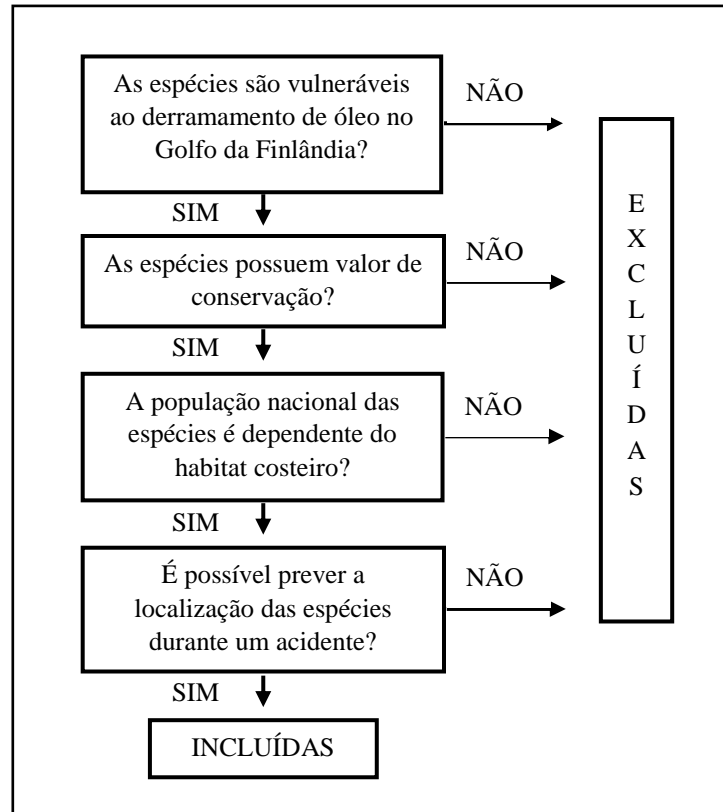 As espécies são vulneráveis
ao derramamento de óleo no
Golfo da Finlândia?
NÃO
SIM
As espécies possuem valor de
conservação?
NÃO
SIM
A população nacional das
espécies é dependente do
habitat costeiro?
NÃO
SIM
É possível prever a
localização das espécies
durante um acidente?
NÃO
SIM
INCLUÍDAS
E
X
C
L
U
Í
D
A
S